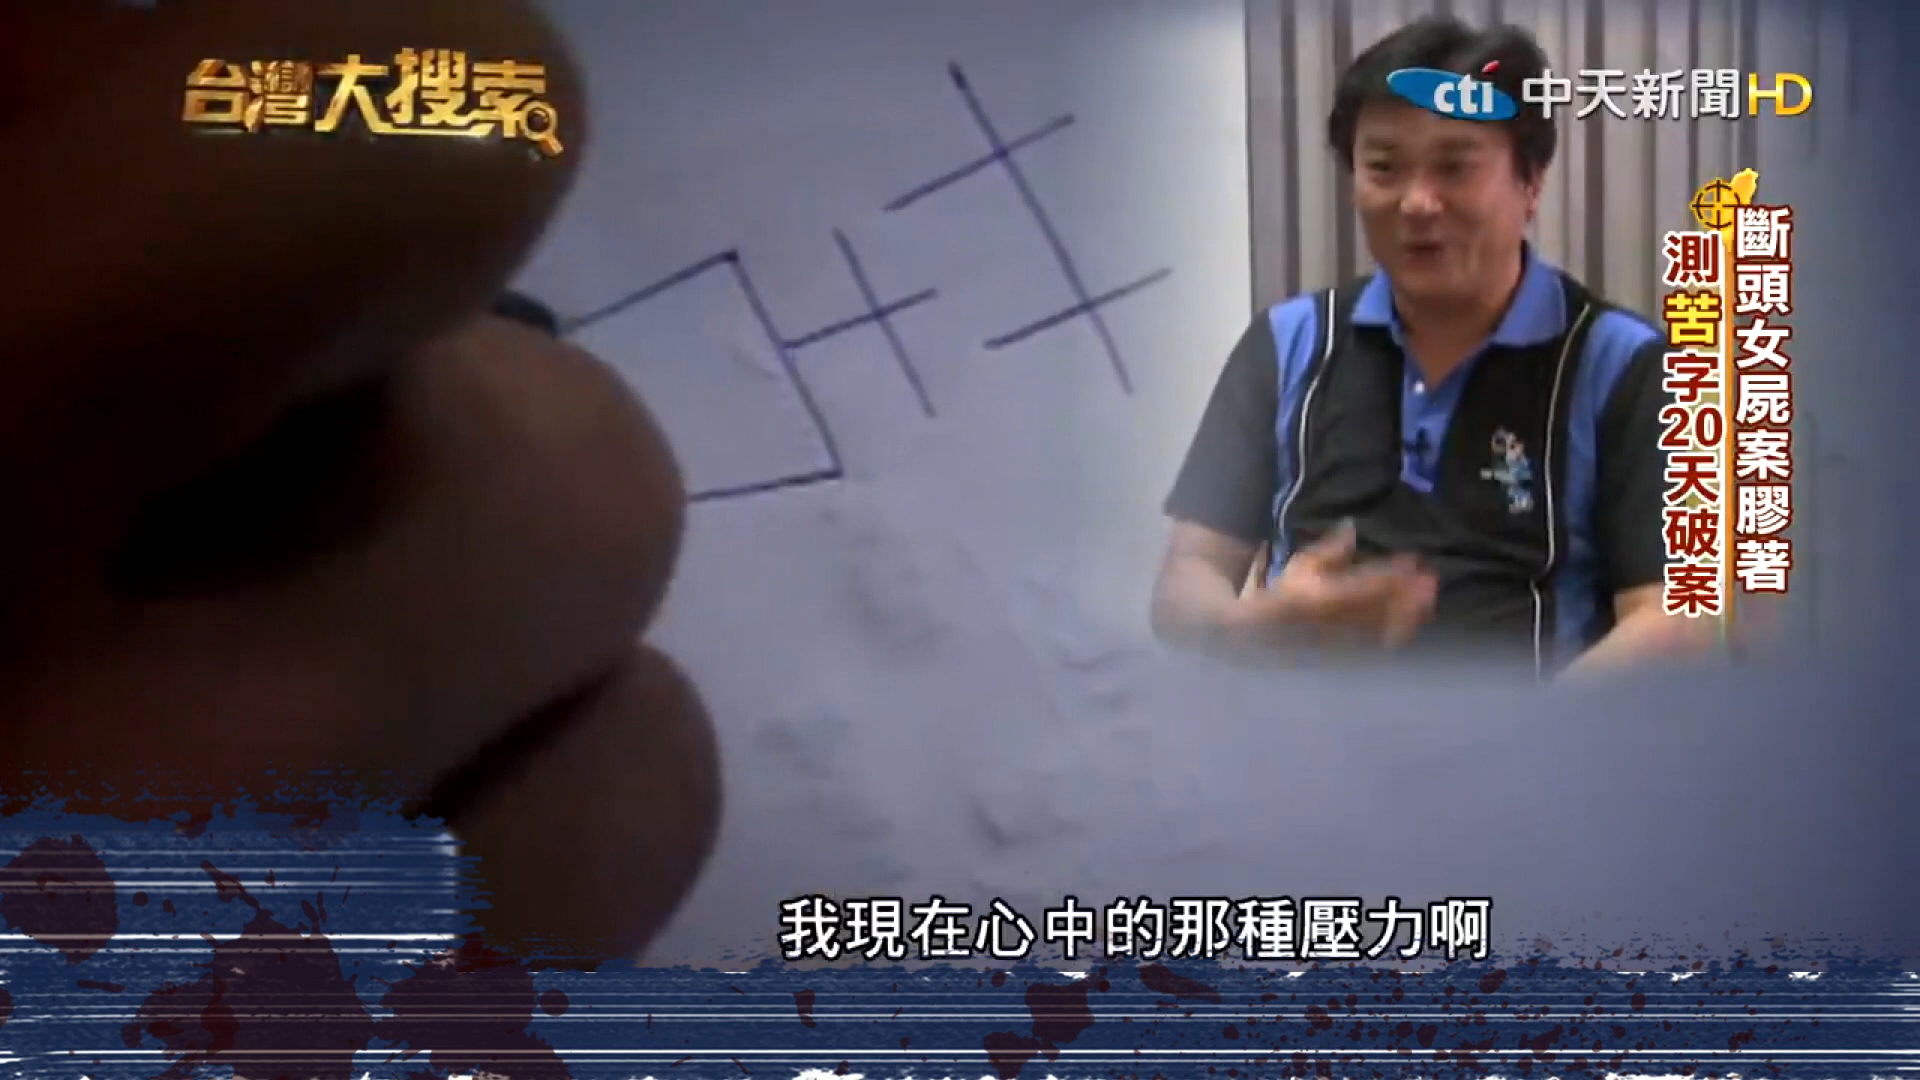 台灣大搜索
cti 中天新聞HD
斷頭女屍案膠著
測苦字20天破案
苦
我現在心中的那種壓力啊